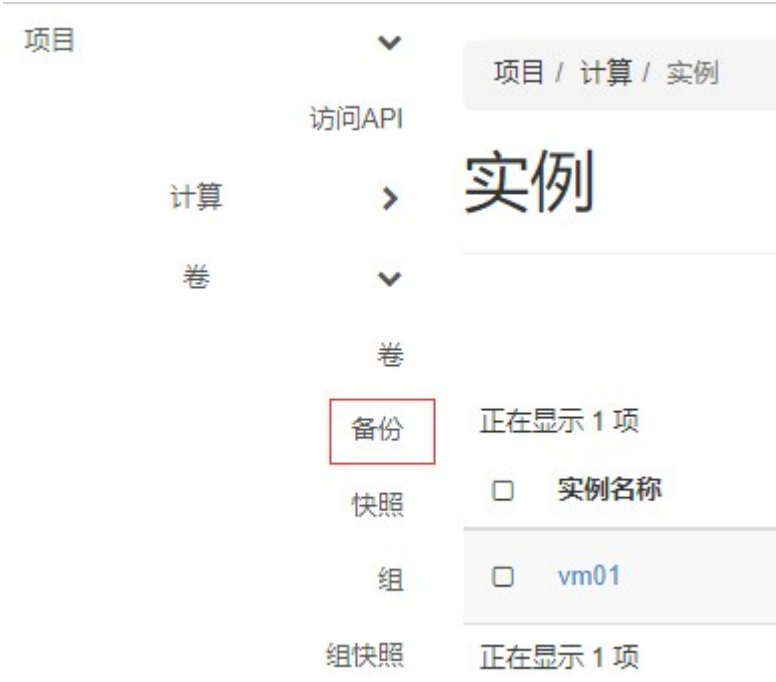 项目
访问API
计算
卷
卷
备份
快照
组
组快照
项目 / 计算 / 实例
实例
正在显示 1 项
实例名称
vm01
正在显示 1 项